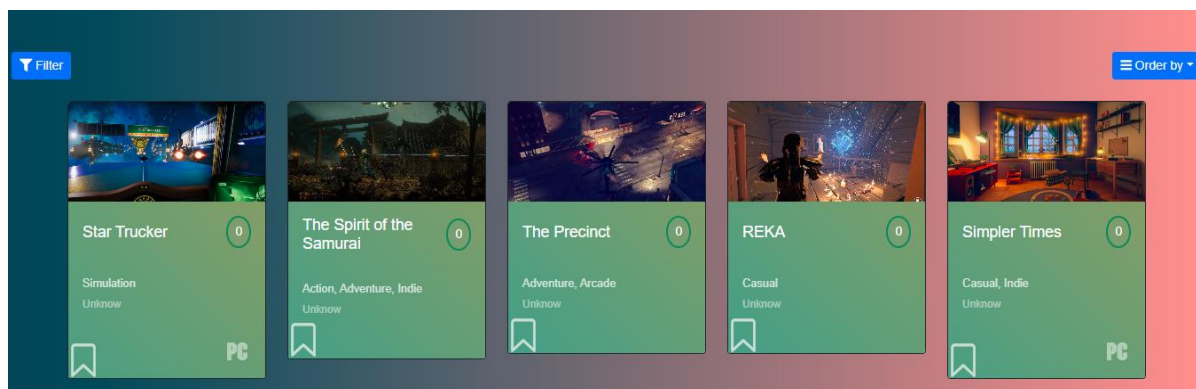 Filter
Order by
Star Trucker
0
Simulation
Unknow
PC
The Spirit of the
Samurai
0
Action, Adventure, Indie
Unknow
The Precinct
0
Adventure, Arcade
Unknow
REKA
0
Casual
Unknow
Simpler Times
0
Casual, Indie
Unknow
PC